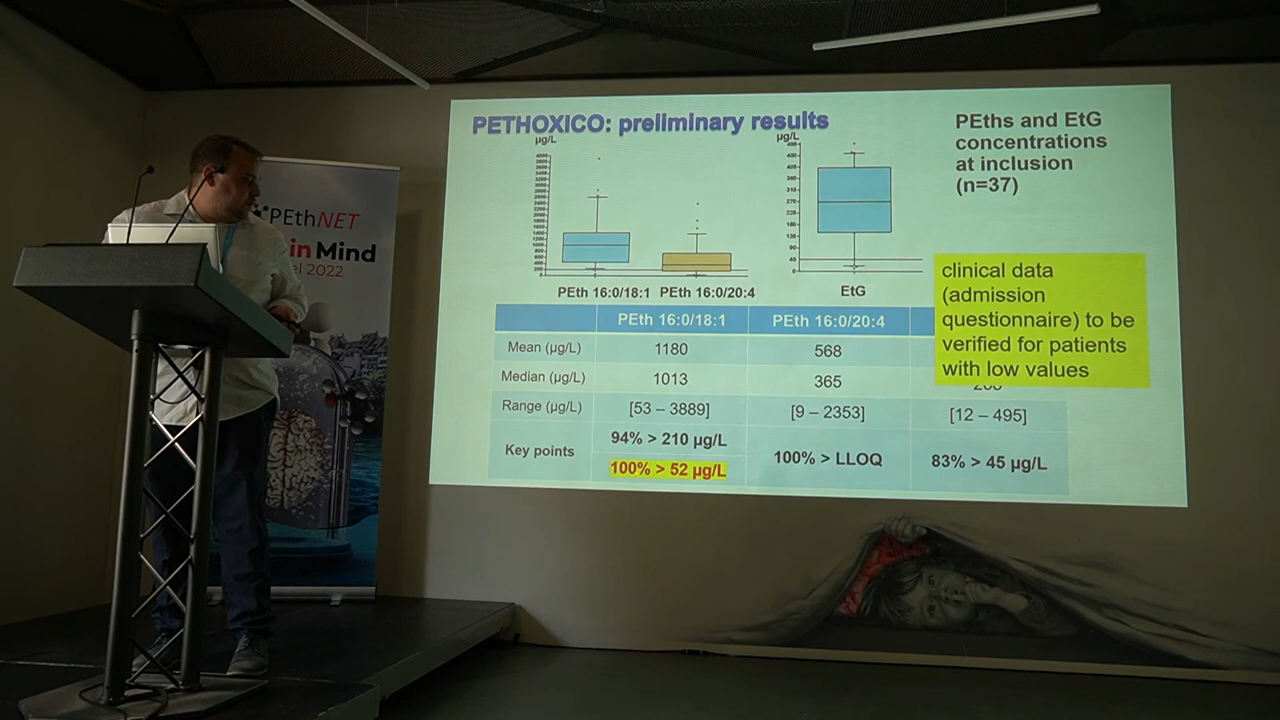 PEthNET
in Mind
el 2022
PETHOXICO: preliminary results
µg/L
µg/L
PEths and EtG
concentrations
at inclusion
(n=37)
PEth 16:0/18:1
PEth 16:0/20:4
EtG
clinical data
(admission
questionnaire) to be
verified for patients
with low values
PEth 16:0/18:1 PEth 16:0/20:4
Mean (µg/L) 1180 568
Median (µg/L) 1013 365
Range (µg/L) [53 – 3889] [9 – 2353] [12 – 495]
Key points 94% > 210 µg/L 100% > LLOQ 83% > 45 µg/L
100% > 52 µg/L